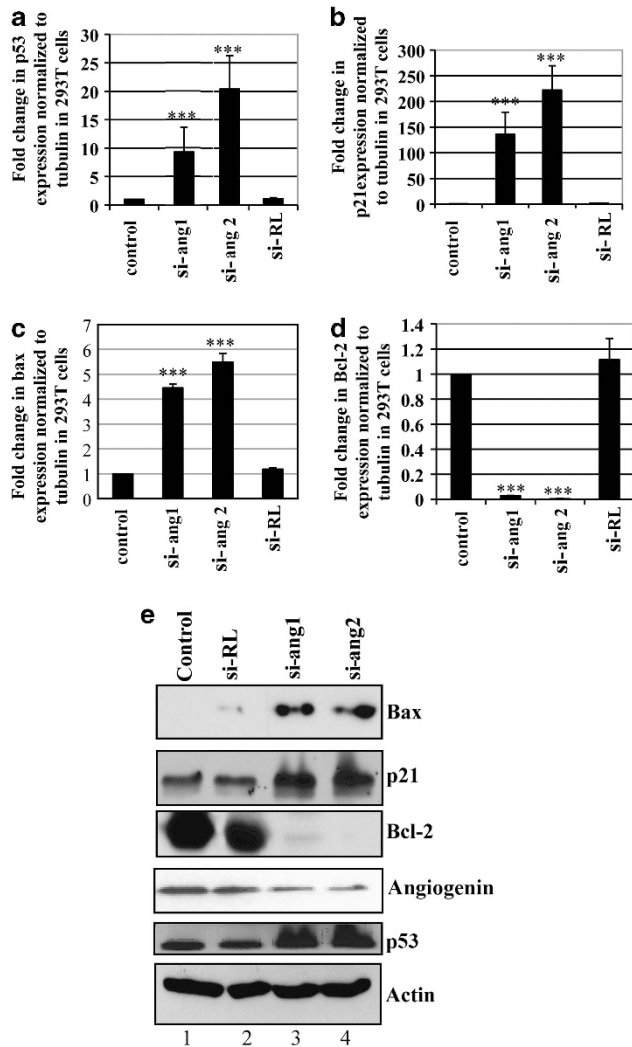 a
Fold change in p53
expression normalized to
tubulin in 293T cells
30
25
20
15
10
5
0
***
***
control
si-ang1
si-ang 2
si-RL
b
Fold change in
p21expression normalized
to tubulin in 293T cells
300
250
200
150
100
50
0
***
***
control
si-ang1
si-ang 2
si-RL
c
Fold change in bax
expression normalized to
tubulin in 293T cells
7
6
5
4
3
2
1
0
***
***
control
si-ang1
si-ang 2
si-RL
d
Fold change in Bcl-2
expression normalized to
tubulin in 293T cells
1.4
1.2
1
0.8
0.6
0.4
0.2
0
***
***
control
si-ang1
si-ang 2
si-RL
e
Control
si-RL
si-ang1
si-ang2
Bax
p21
Bcl-2
Angiogenin
p53
Actin
1 2 3 4